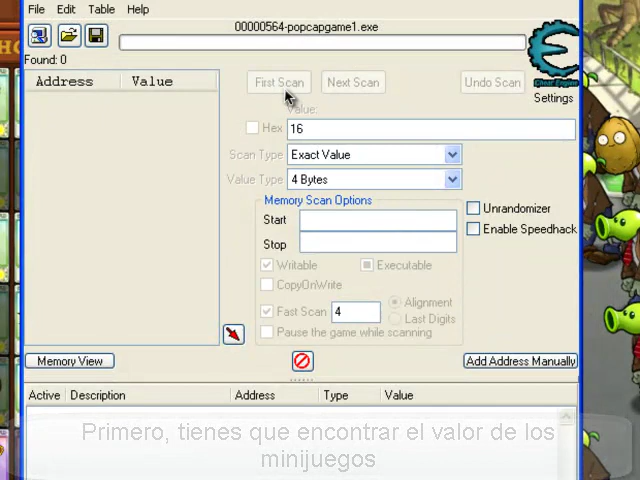 File Edit Table Help
00000564-popcapgame1.exe
Found: 0
Address Value
First Scan Next Scan Undo Scan
Cheat Engine
Settings
Value:
Hex 16
Scan Type Exact Value
Value Type 4 Bytes
Memory Scan Options
Start
Stop
Unrandomizer
Enable Speedhack
Writable Executable
CopyOnWrite
Fast Scan 4 Alignment
Last Digits
Pause the game while scanning
Memory View Add Address Manually
Active Description Address Type Value
Primero, tienes que encontrar el valor de los
minijuegos